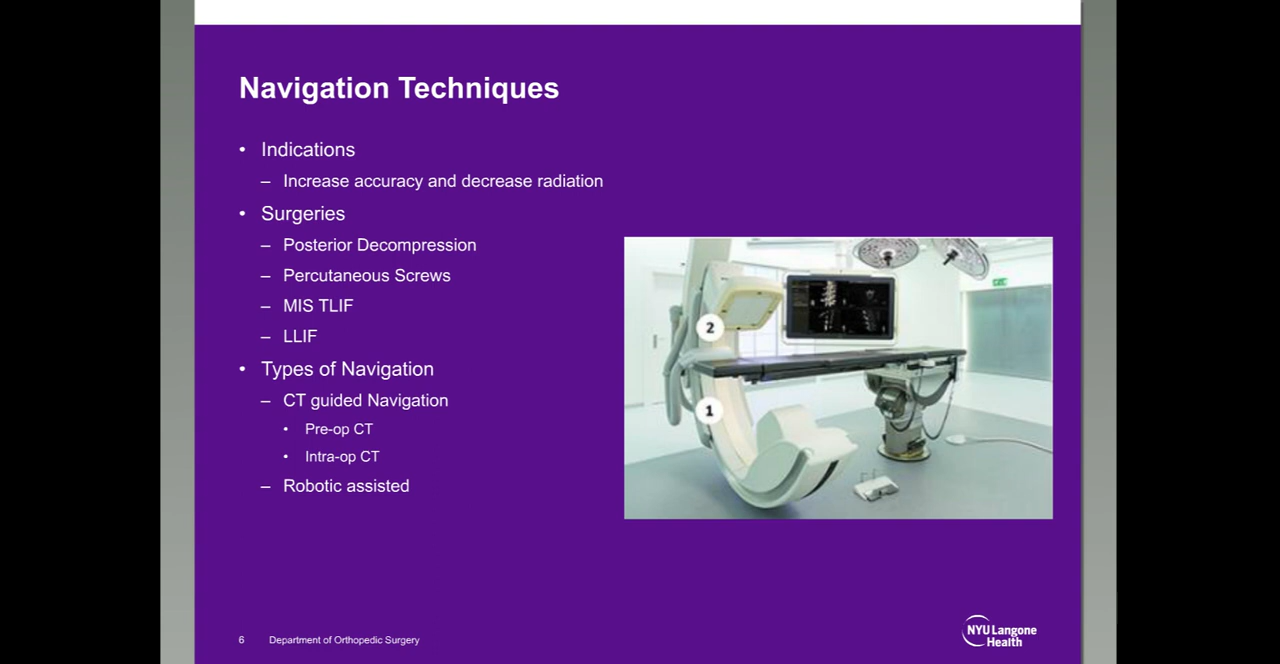 Navigation Techniques
• Indications
– Increase accuracy and decrease radiation
• Surgeries
– Posterior Decompression
– Percutaneous Screws
– MIS TLIF
– LLIF
• Types of Navigation
– CT guided Navigation
• Pre-op CT
• Intra-op CT
– Robotic assisted
2
1
6 Department of Orthopedic Surgery
NYU Langone
Health